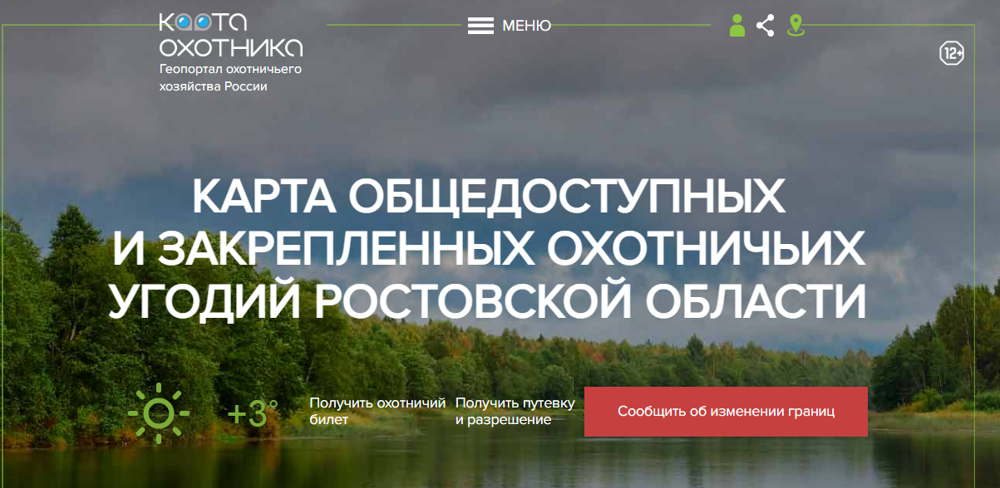 КАРТА
ОХОТНИКА
Геопортал охотничьего
хозяйства России
МЕНЮ
12+
КАРТА ОБЩЕДОСТУПНЫХ
И ЗАКРЕПЛЕННЫХ ОХОТНИЧЬИХ
УГОДИЙ РОСТОВСКОЙ ОБЛАСТИ
+3°
Получить охотничий
билет
Получить путевку
и разрешение
Сообщить об изменении границ